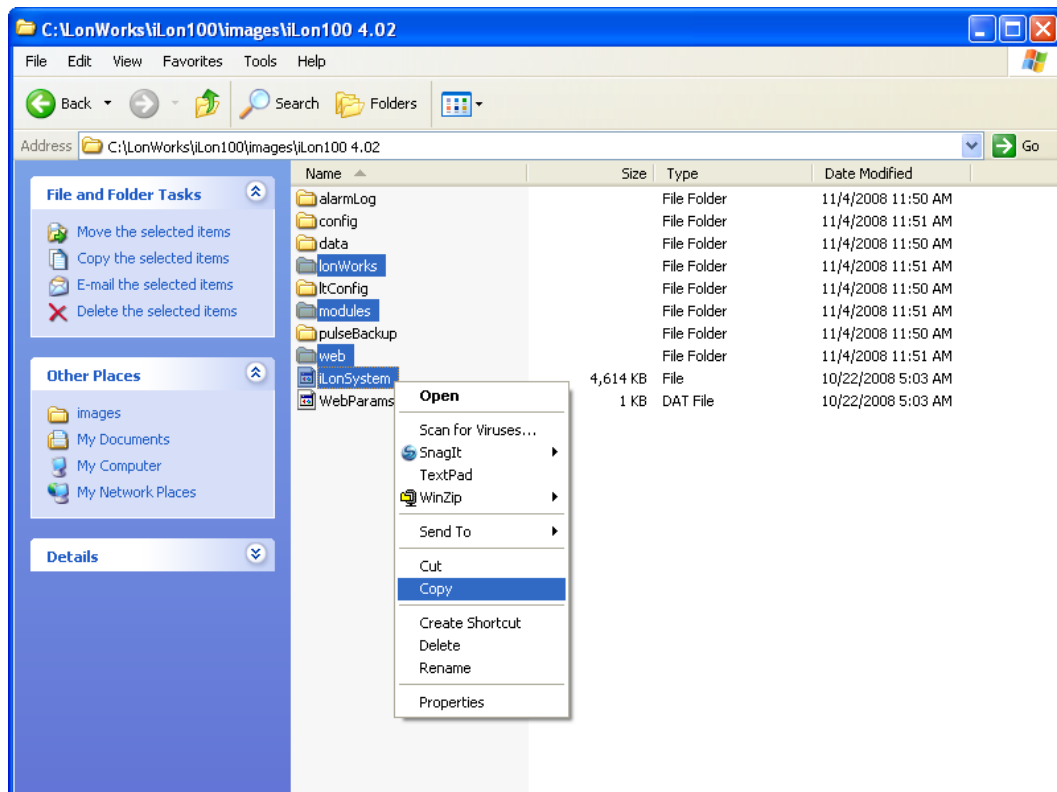 C:\LonWorks\iLon100\images\iLon100 4.02
File Edit View Favorites Tools Help
Back Search Folders
Address C:\LonWorks\iLon100\images\iLon100 4.02 Go
File and Folder Tasks
Move the selected items
Copy the selected items
E-mail the selected items
Delete the selected items
Other Places
images
My Documents
My Computer
My Network Places
Details
Name Size Type Date Modified
alarmLog File Folder 11/4/2008 11:50 AM
config File Folder 11/4/2008 11:51 AM
data File Folder 11/4/2008 11:50 AM
lonWorks File Folder 11/4/2008 11:51 AM
ltConfig File Folder 11/4/2008 11:50 AM
modules File Folder 11/4/2008 11:51 AM
pulseBackup File Folder 11/4/2008 11:50 AM
web File Folder 11/4/2008 11:51 AM
iLonSystem 4,614 KB File 10/22/2008 5:03 AM
WebParams 1 KB DAT File 10/22/2008 5:03 AM
Open
Scan for Viruses...
SnagIt
TextPad
WinZip
Send To
Cut
Copy
Create Shortcut
Delete
Rename
Properties